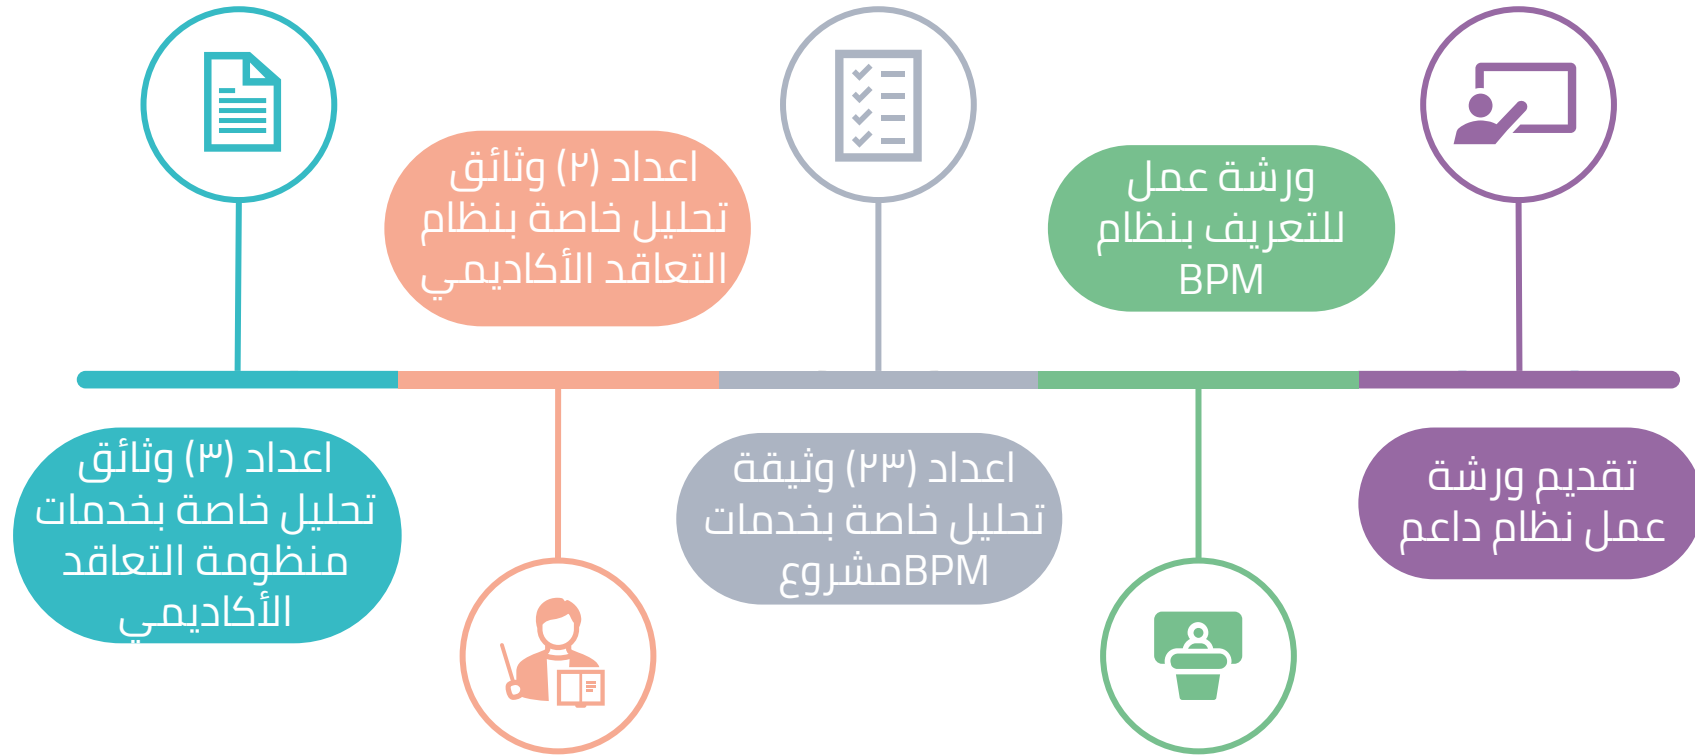 تقديم ورشة
عمل نظام داعم
ورشة عمل
للتعريف بنظام
BPM
اعداد (٢٣) وثيقة
تحليل خاصة بخدمات
مشروعBPM
اعداد (٢) وثائق
تحليل خاصة بنظام
التعاقد الأكاديمي
اعداد (٣) وثائق
تحليل خاصة بخدمات
منظومة التعاقد
الأكاديمي